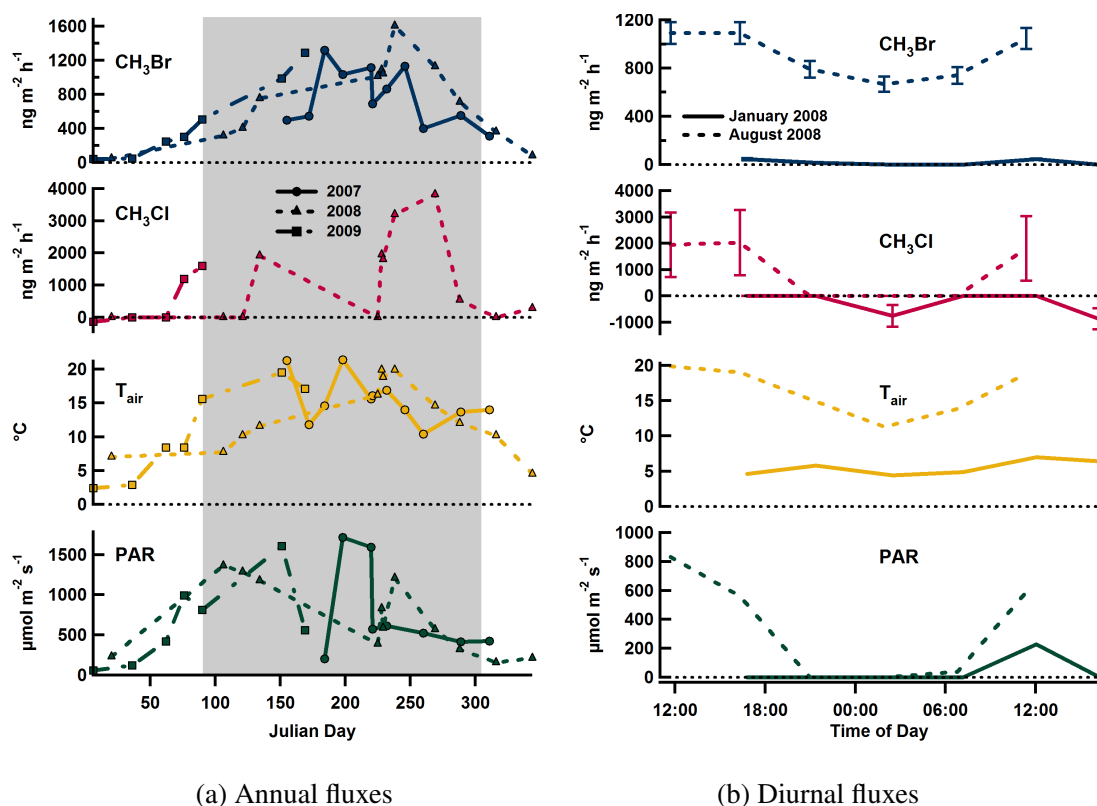 1600
1200
800
400
0
ng m⁻² h⁻¹
CH₃Br
4000
3000
2000
1000
0
ng m⁻² h⁻¹
CH₃Cl
2007
2008
2009
20
15
10
5
0
°C
T_air
1500
1000
500
0
µmol m⁻² s⁻¹
PAR
50 100 150 200 250 300
Julian Day
(a) Annual fluxes
1200
800
400
0
ng m⁻² h⁻¹
CH₃Br
January 2008
August 2008
4000
3000
2000
1000
0
-1000
ng m⁻² h⁻¹
CH₃Cl
20
15
10
5
0
°C
T_air
1000
800
600
400
200
0
µmol m⁻² s⁻¹
PAR
12:00 18:00 00:00 06:00 12:00
Time of Day
(b) Diurnal fluxes